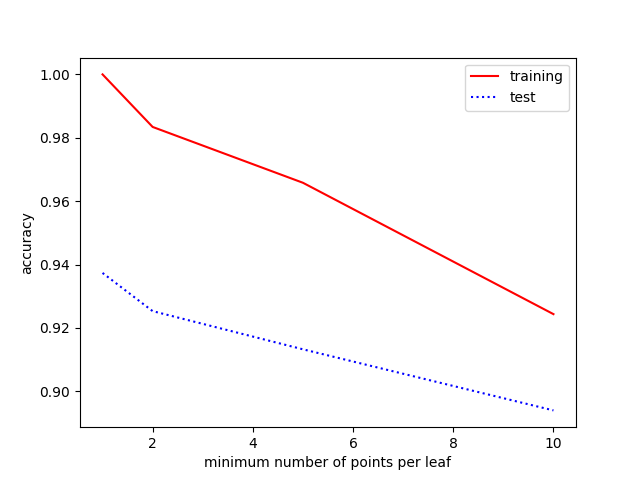 training
test
1.00
0.98
0.96
0.94
0.92
0.90
accuracy
2 4 6 8 10
minimum number of points per leaf